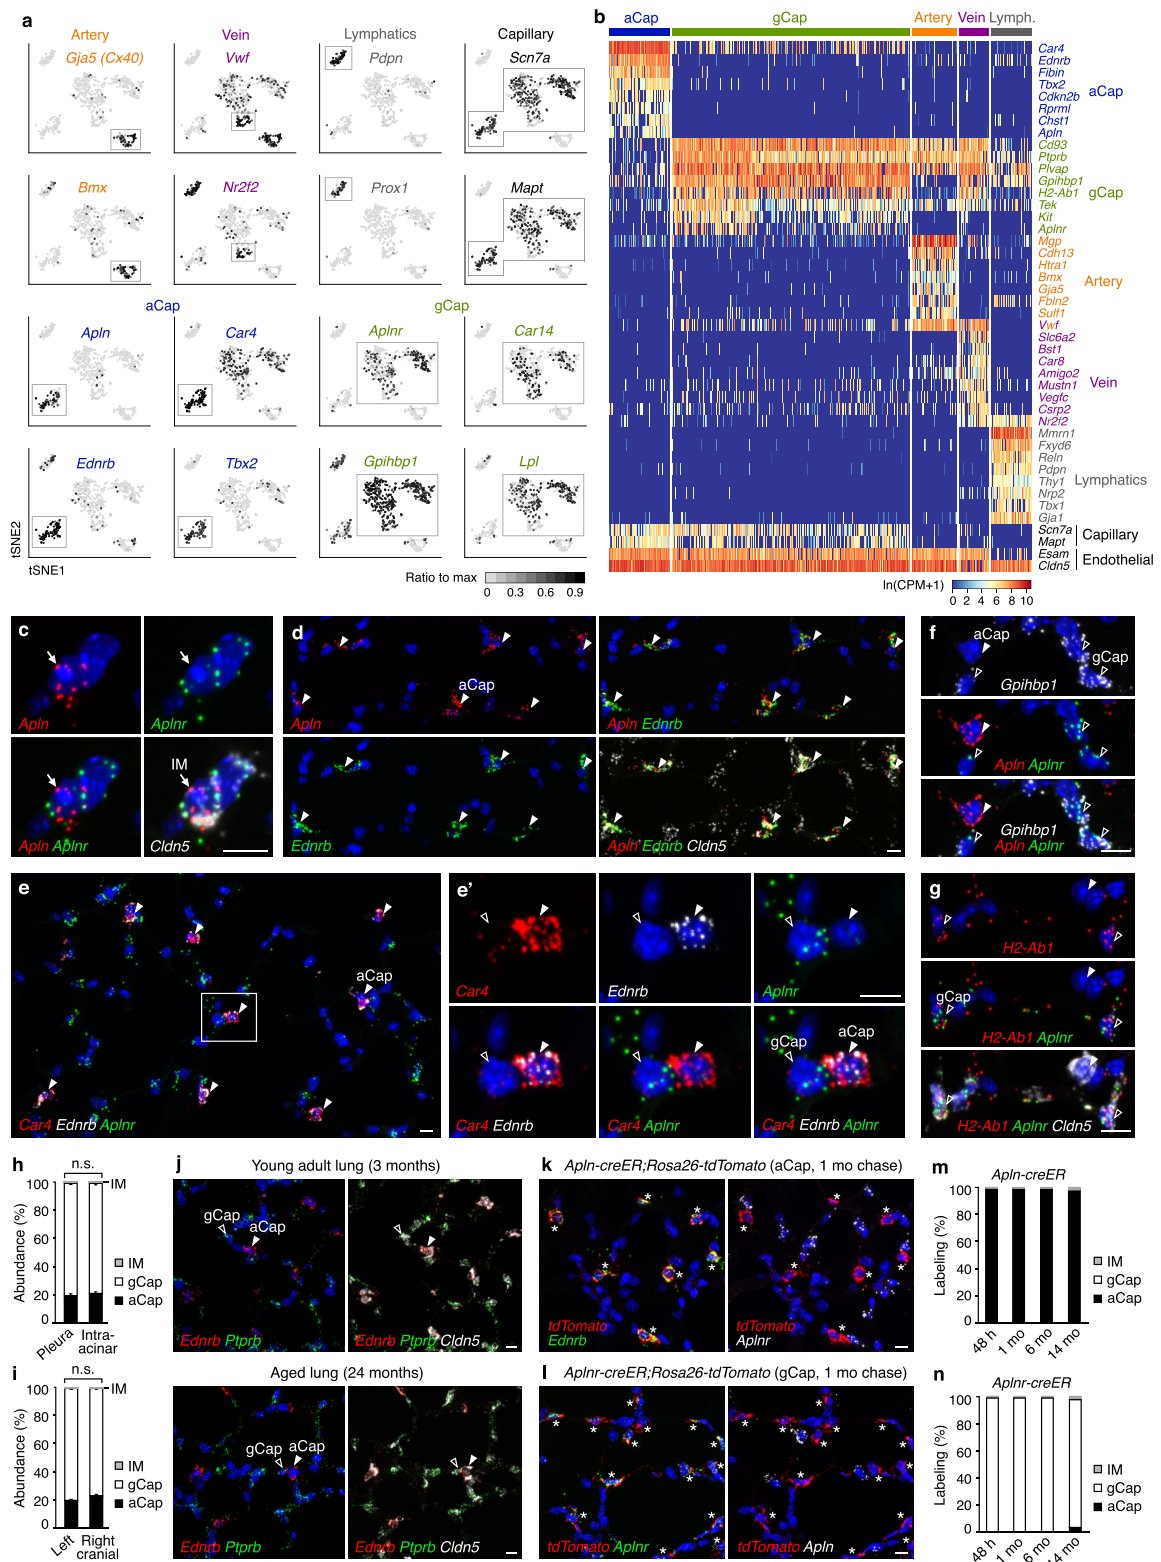 a
Artery
Vein
Lymphatics
Capillary
Gja5 (Cx40)
Vwf
Pdpn
Scn7a
Bmx
Nr2f2
Prox1
Mapt
aCap
gCap
Apln
Car4
Aplnr
Car14
Ednrb
Tbx2
Gpihbp1
Lpl
tSNE2
tSNE1
Ratio to max
0 0.3 0.6 0.9
b
aCap
gCap
Artery
Vein
Lymph.
Car4
Ednrb
Fibin
Tbx2
Cdkn2b
Rprml
Chst1
Apln
aCap
Cd93
Ptprb
Plvap
Gpihbp1
H2-Ab1
Tek
Kit
Aplnr
gCap
Mgp
Cdh13
Htra1
Bmx
Gja5
Fbln2
Sulf1
Artery
Vwf
Slc6a2
Bst1
Car8
Amigo2
Mustn1
Vegfc
Csrp2
Nr2f2
Vein
Mmrn1
Fxyd6
Reln
Pdpn
Thy1
Nrp2
Tbx1
Gja1
Lymphatics
Scn7a
Mapt
Capillary
Esam
Cldn5
Endothelial
ln(CPM+1)
0 2 4 6 8 10
c
Apln
Aplnr
Apln Aplnr
IM
Cldn5
d
aCap
Apln
Apln Ednrb
Ednrb
Apln Ednrb Cldn5
f
aCap
gCap
Gpihbp1
Apln Aplnr
Gpihbp1
Apln Aplnr
e
aCap
Car4 Ednrb Aplnr
e'
Car4
Ednrb
Aplnr
Car4 Ednrb
Car4 Aplnr
gCap
aCap
Car4 Ednrb Aplnr
g
H2-Ab1
gCap
H2-Ab1 Aplnr
H2-Ab1 Aplnr Cldn5
h
n.s.
IM
Abundance (%)
100
80
60
40
20
0
IM
gCap
aCap
Pleura
Intra-
acinar
i
n.s.
IM
Abundance (%)
100
80
60
40
20
0
IM
gCap
aCap
Left
Right
cranial
j
Young adult lung (3 months)
gCap
aCap
Ednrb Ptprb
Ednrb Ptprb Cldn5
Aged lung (24 months)
gCap
aCap
Ednrb Ptprb
Ednrb Ptprb Cldn5
k
Apln-creER;Rosa26-tdTomato (aCap, 1 mo chase)
tdTomato
Ednrb
tdTomato
Aplnr
l
Aplnr-creER;Rosa26-tdTomato (gCap, 1 mo chase)
tdTomato Aplnr
tdTomato Apln
m
Apln-creER
Labeling (%)
100
80
60
40
20
0
IM
gCap
aCap
48 h
1 mo
6 mo
14 mo
n
Aplnr-creER
Labeling (%)
100
80
60
40
20
0
IM
gCap
aCap
48 h
1 mo
6 mo
14 mo